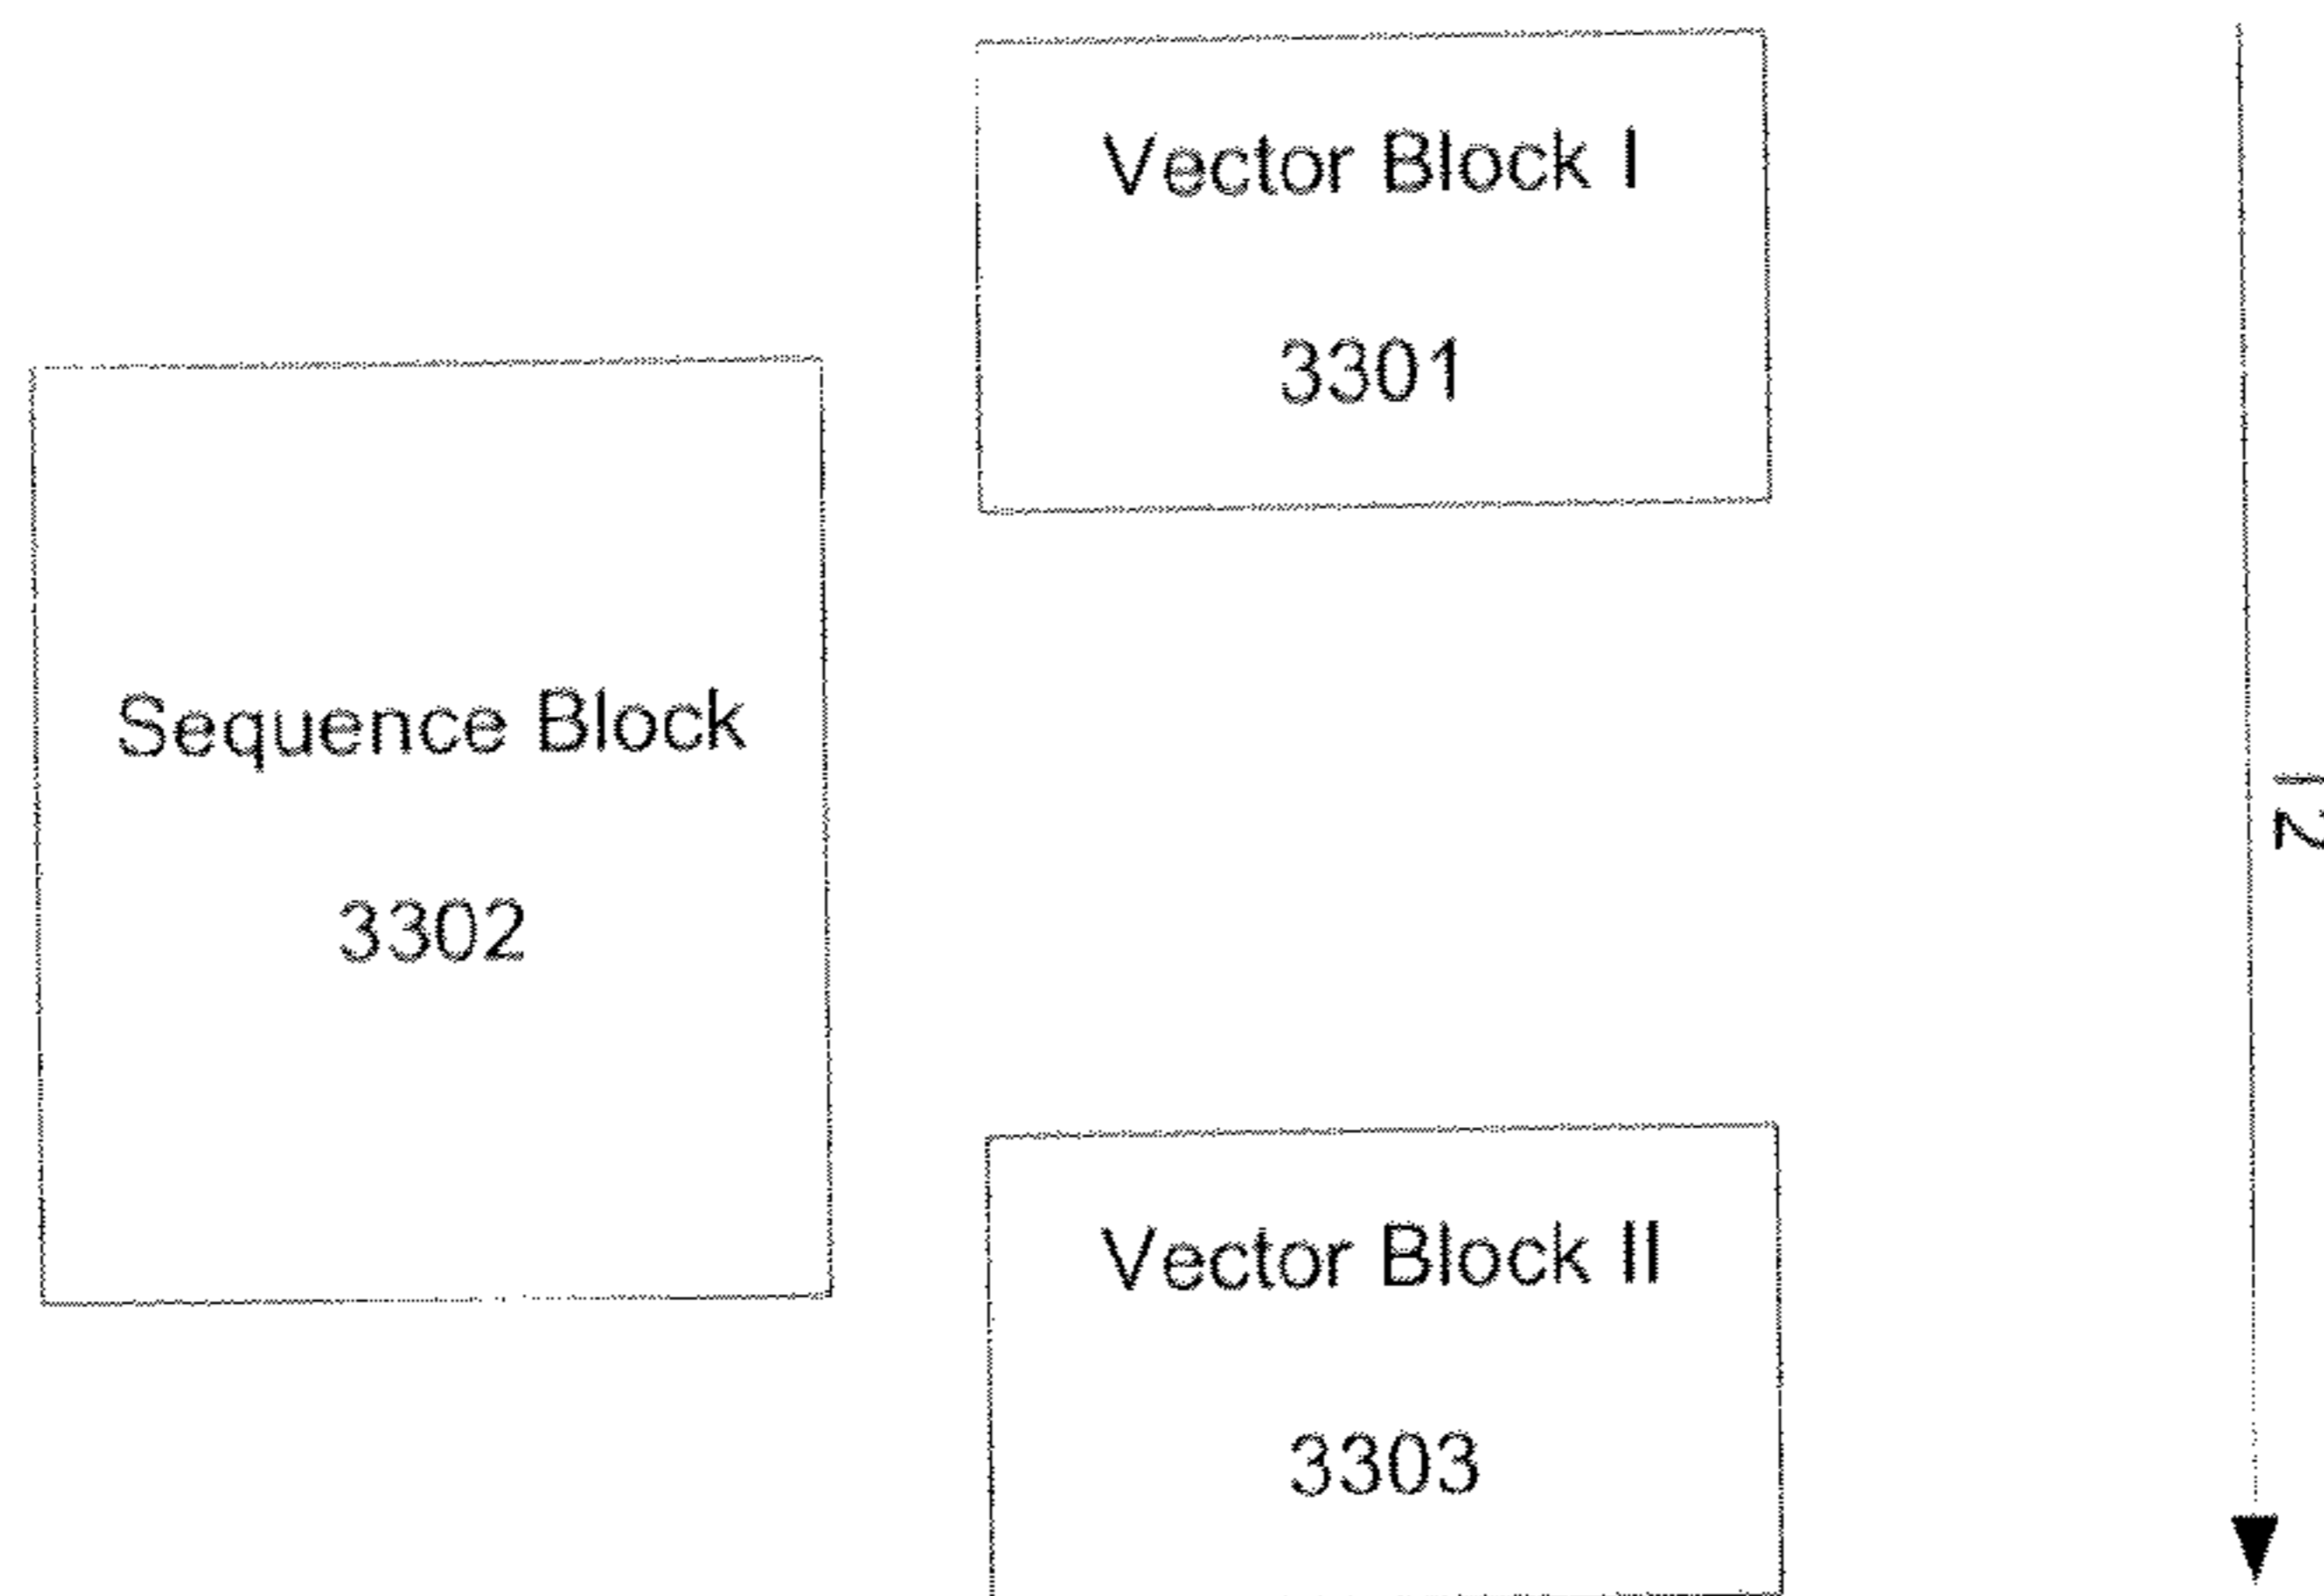 Vector Block I
3301
Sequence Block
3302
Vector Block II
3303